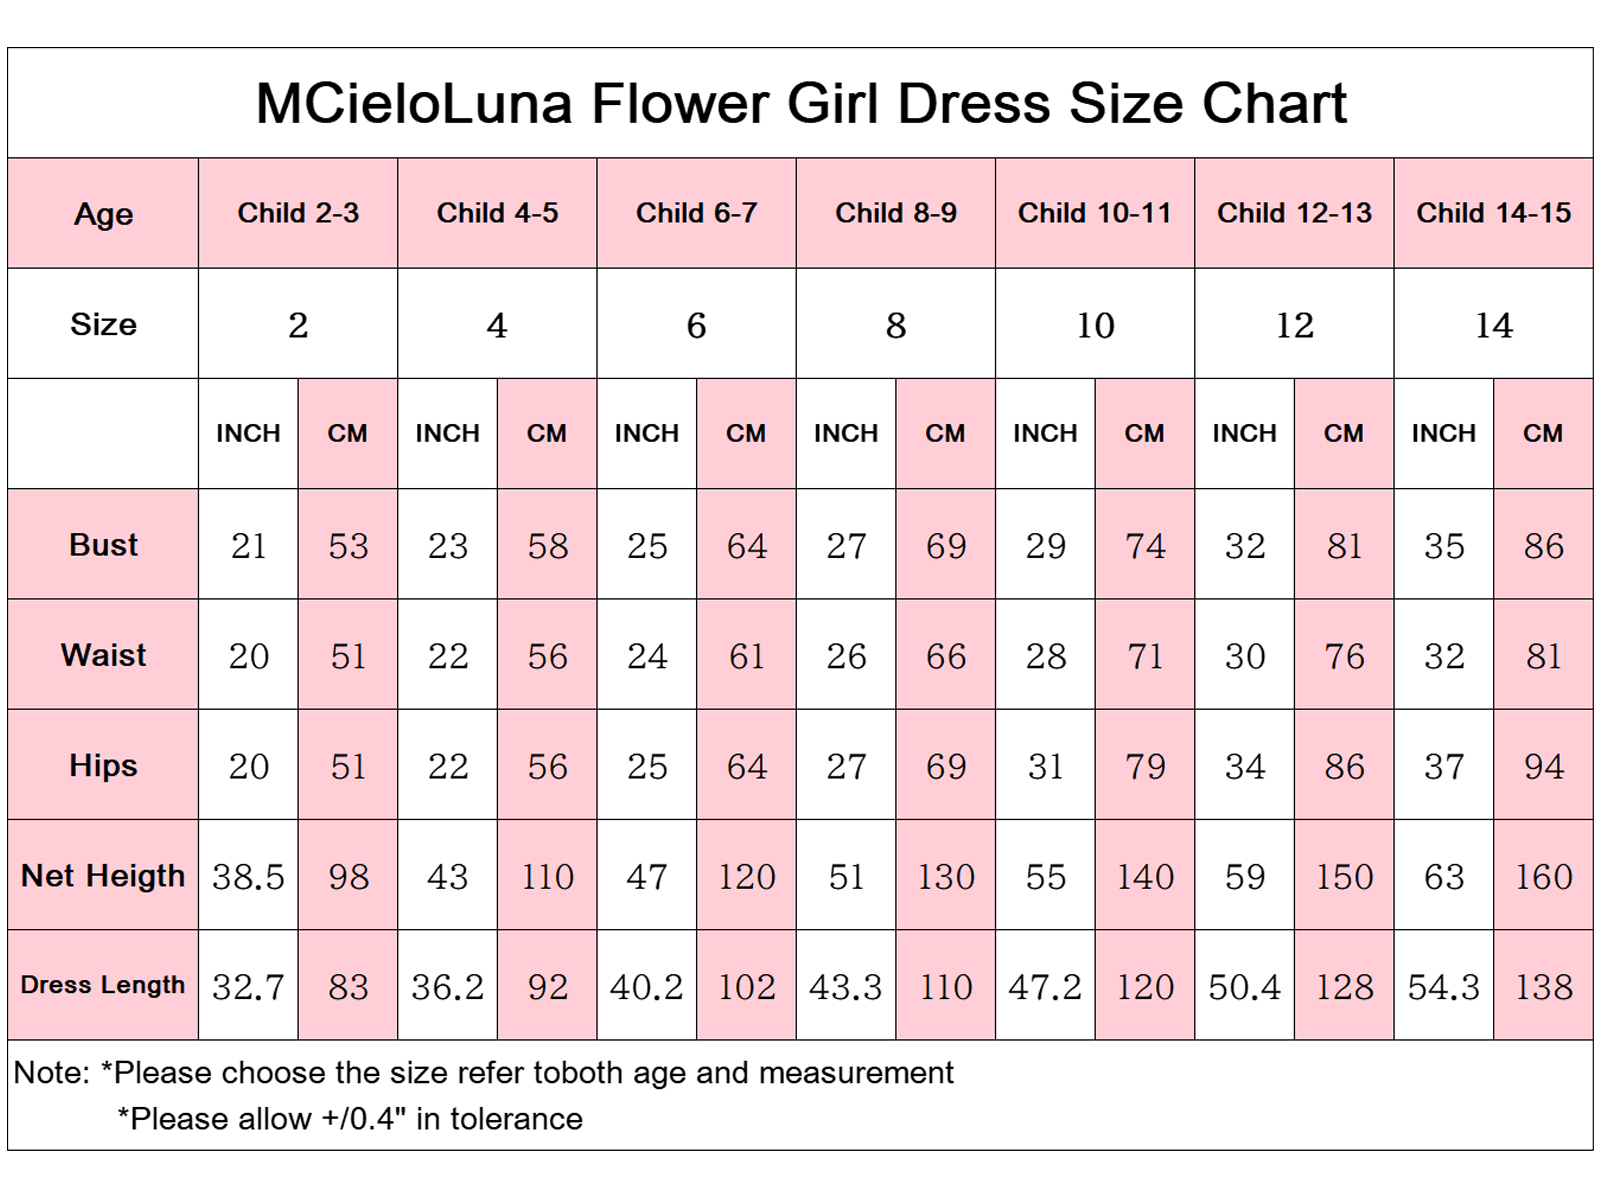 MCieloLuna Flower Girl Dress Size Chart
Age Child 2-3 Child 4-5 Child 6-7 Child 8-9 Child 10-11 Child 12-13 Child 14-15
Size 2 4 6 8 10 12 14
INCH CM INCH CM INCH CM INCH CM INCH CM INCH CM INCH CM
Bust 21 53 23 58 25 64 27 69 29 74 32 81 35 86
Waist 20 51 22 56 24 61 26 66 28 71 30 76 32 81
Hips 20 51 22 56 25 64 27 69 31 79 34 86 37 94
Net Heigth 38.5 98 43 110 47 120 51 130 55 140 59 150 63 160
Dress Length 32.7 83 36.2 92 40.2 102 43.3 110 47.2 120 50.4 128 54.3 138
Note: *Please choose the size refer toboth age and measurement
*Please allow +/0.4" in tolerance